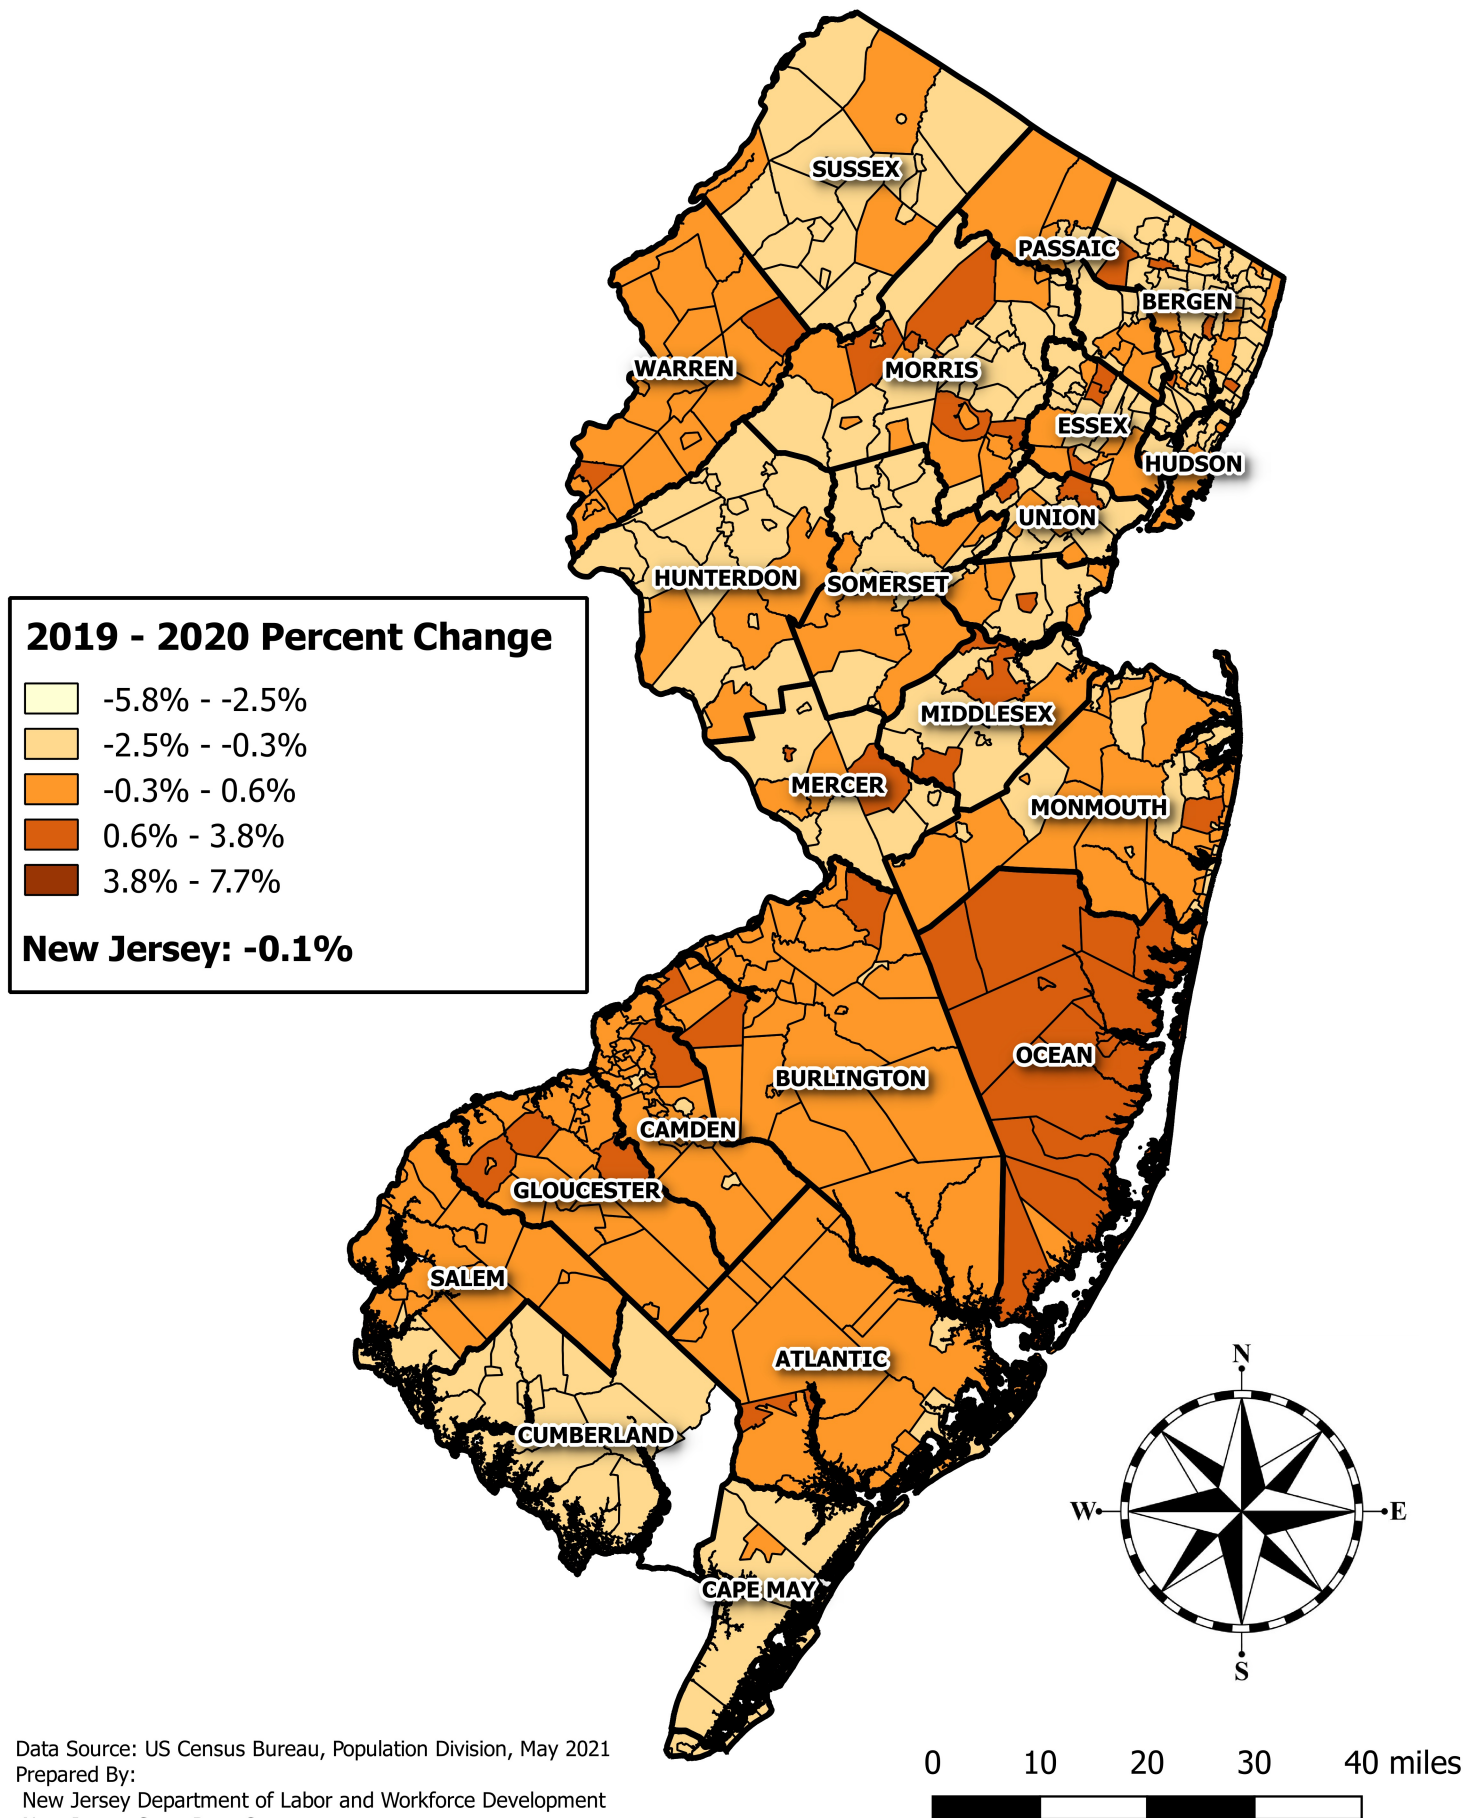 SUSSEX
PASSAIC
BERGEN
WARREN
MORRIS
ESSEX
HUDSON
UNION
HUNTERDON
SOMERSET
2019 - 2020 Percent Change
-5.8% - -2.5%
-2.5% - -0.3%
-0.3% - 0.6%
0.6% - 3.8%
3.8% - 7.7%
New Jersey: -0.1%
MIDDLESEX
MERCER
MONMOUTH
OCEAN
BURLINGTON
CAMDEN
GLOUCESTER
SALEM
ATLANTIC
CUMBERLAND
CAPE MAY
N
W
E
S
Data Source: US Census Bureau, Population Division, May 2021
Prepared By:
New Jersey Department of Labor and Workforce Development
0 10 20 30 40 miles